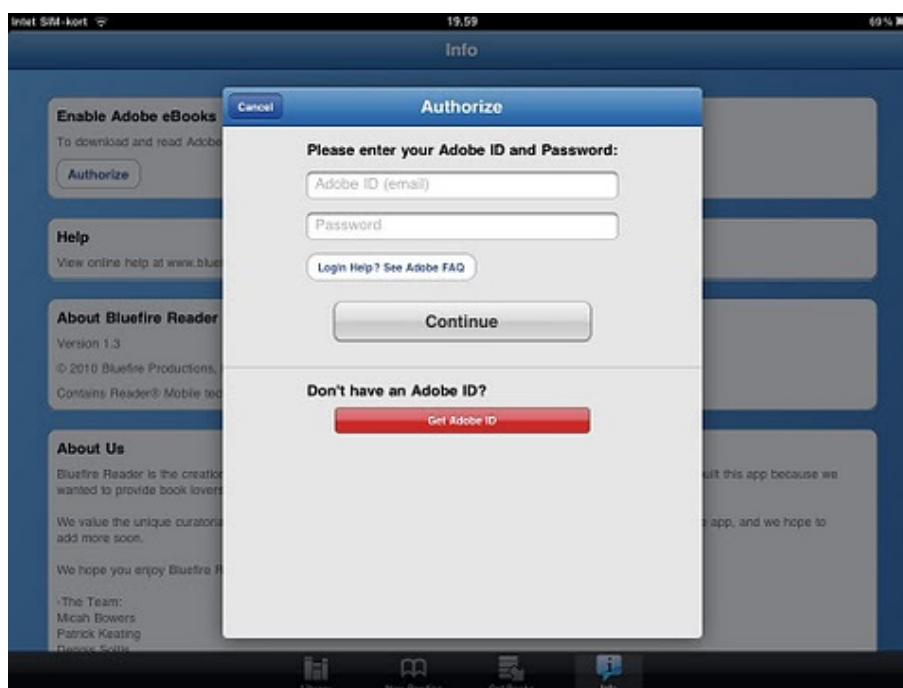 Intet SIM-kort
19.59
69%
Info
Cancel
Authorize
Enable Adobe eBooks
To download and read Adobe
Authorize
Please enter your Adobe ID and Password:
Adobe ID (email)
Password
Login Help? See Adobe FAQ
Continue
Help
View online help at www.blue
About Bluefire Reader
Version 1.3
© 2010 Bluefire Productions,
Contains Reader® Mobile tec
Don't have an Adobe ID?
Get Adobe ID
About Us
Bluefire Reader is the creation
uilt this app because we
wanted to provide book lovers
We value the unique curatoria
e app, and we hope to
add more soon.
We hope you enjoy Bluefire R
-The Team:
Micah Bowers
Patrick Keating
Info